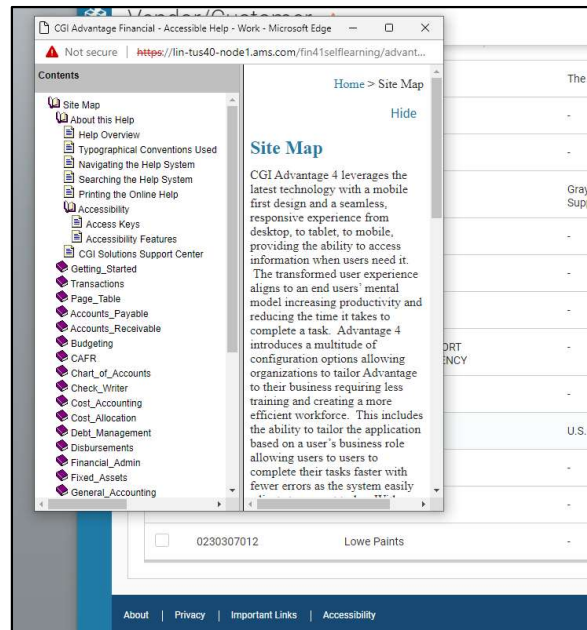 Vendor/Customer
CGI Advantage Financial - Accessible Help - Work - Microsoft Edge
Not secure | https://lin-tus40-node1.ams.com/fin41selflearning/advant...
Contents
Site Map
About this Help
Help Overview
Typographical Conventions Used
Navigating the Help System
Searching the Help System
Printing the Online Help
Accessibility
Access Keys
Accessibility Features
CGI Solutions Support Center
Getting_Started
Transactions
Page_Table
Accounts_Payable
Accounts_Receivable
Budgeting
CAFR
Chart_of_Accounts
Check_Writer
Cost_Accounting
Cost_Allocation
Debt_Management
Disbursements
Financial_Admin
Fixed_Assets
General_Accounting
Home > Site Map
Hide
Site Map
CGI Advantage 4 leverages the
latest technology with a mobile
first design and a seamless,
responsive experience from
desktop, to tablet, to mobile,
providing the ability to access
information when users need it.
The transformed user experience
aligns to an end users' mental
model increasing productivity and
reducing the time it takes to
complete a task. Advantage 4
introduces a multitude of
configuration options allowing
organizations to tailor Advantage
to their business requiring less
training and creating a more
efficient workforce. This includes
the ability to tailor the application
based on a user's business role
allowing users to users to
complete their tasks faster with
fewer errors as the system easily
The
-
-
Gray
Supp
-
-
-
ORT
ENCY
-
-
U.S.
-
-
0230307012 Lowe Paints -
About | Privacy | Important Links | Accessibility